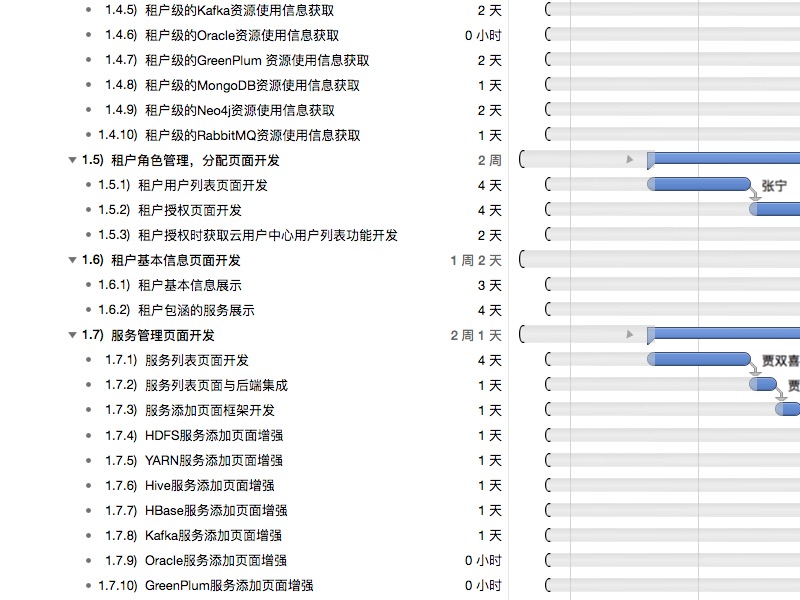 1.4.5) 租户级的Kafka资源使用信息获取 2 天
1.4.6) 租户级的Oracle资源使用信息获取 0 小时
1.4.7) 租户级的GreenPlum 资源使用信息获取 2 天
1.4.8) 租户级的MongoDB资源使用信息获取 1 天
1.4.9) 租户级的Neo4j资源使用信息获取 2 天
1.4.10) 租户级的RabbitMQ资源使用信息获取 1 天
1.5) 租户角色管理，分配页面开发 2 周
1.5.1) 租户用户列表页面开发 4 天 张宁
1.5.2) 租户授权页面开发 4 天
1.5.3) 租户授权时获取云用户中心用户列表功能开发 2 天
1.6) 租户基本信息页面开发 1 周 2 天
1.6.1) 租户基本信息展示 3 天
1.6.2) 租户包涵的服务展示 4 天
1.7) 服务管理页面开发 2 周 1 天
1.7.1) 服务列表页面开发 4 天 贾双喜
1.7.2) 服务列表页面与后端集成 1 天 贾
1.7.3) 服务添加页面框架开发 1 天
1.7.4) HDFS服务添加页面增强 1 天
1.7.5) YARN服务添加页面增强 1 天
1.7.6) Hive服务添加页面增强 1 天
1.7.7) HBase服务添加页面增强 1 天
1.7.8) Kafka服务添加页面增强 1 天
1.7.9) Oracle服务添加页面增强 0 小时
1.7.10) GreenPlum服务添加页面增强 0 小时